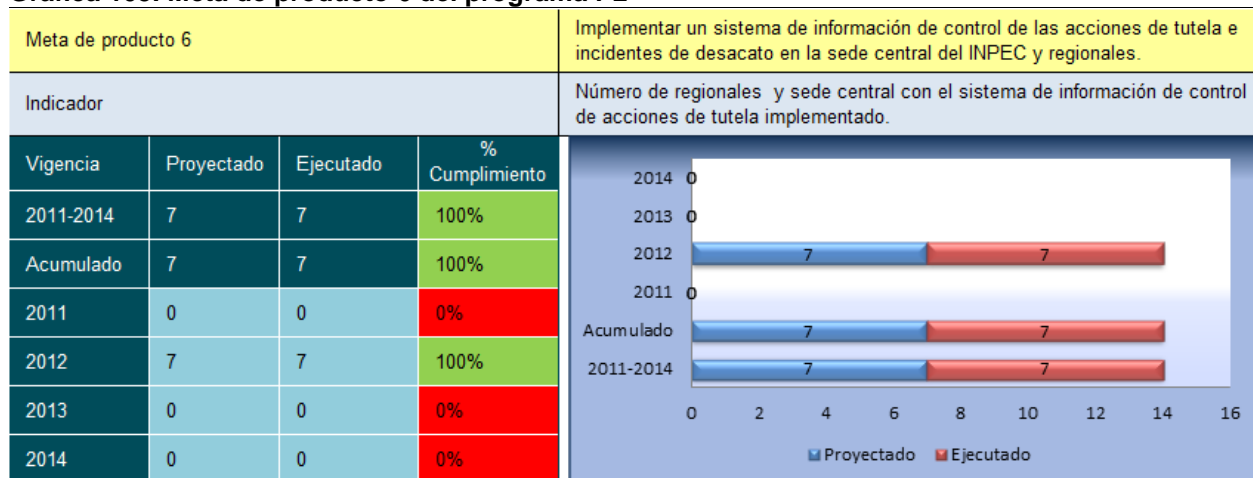 Meta de producto 6
Implementar un sistema de información de control de las acciones de tutela e
incidentes de desacato en la sede central del INPEC y regionales.
Indicador
Número de regionales y sede central con el sistema de información de control
de acciones de tutela implementado.
Vigencia Proyectado Ejecutado % Cumplimiento
2011-2014 7 7 100%
Acumulado 7 7 100%
2011 0 0 0%
2012 7 7 100%
2013 0 0 0%
2014 0 0 0%
2014 0
2013 0
2012 7 7
2011 0
Acumulado 7 7
2011-2014 7 7
0 2 4 6 8 10 12 14 16
Proyectado Ejecutado